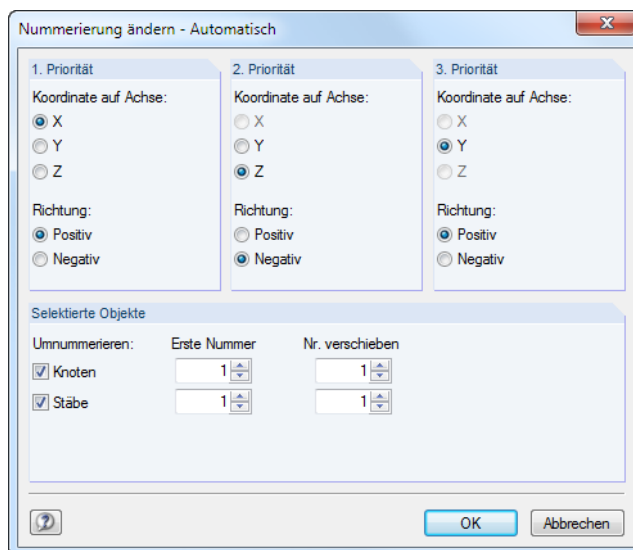 Nummerierung ändern - Automatisch
1. Priorität
Koordinate auf Achse:
X
Y
Z
Richtung:
Positiv
Negativ
2. Priorität
Koordinate auf Achse:
X
Y
Z
Richtung:
Positiv
Negativ
3. Priorität
Koordinate auf Achse:
X
Y
Z
Richtung:
Positiv
Negativ
Selektierte Objekte
Umnummerieren: Erste Nummer Nr. verschieben
Knoten 1 1
Stäbe 1 1
OK Abbrechen